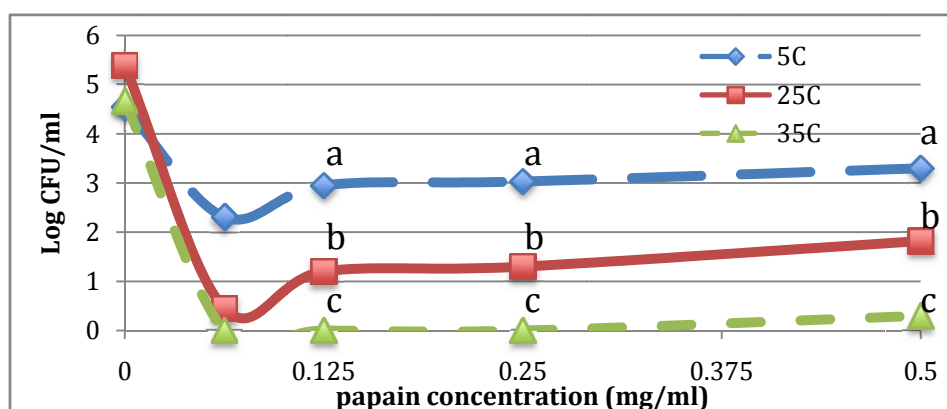 6
5
4
3
2
1
0
Log CFU/ml
5C
25C
35C
a a a
b b b
c c c
0 0.125 0.25 0.375 0.5
papain concentration (mg/ml)